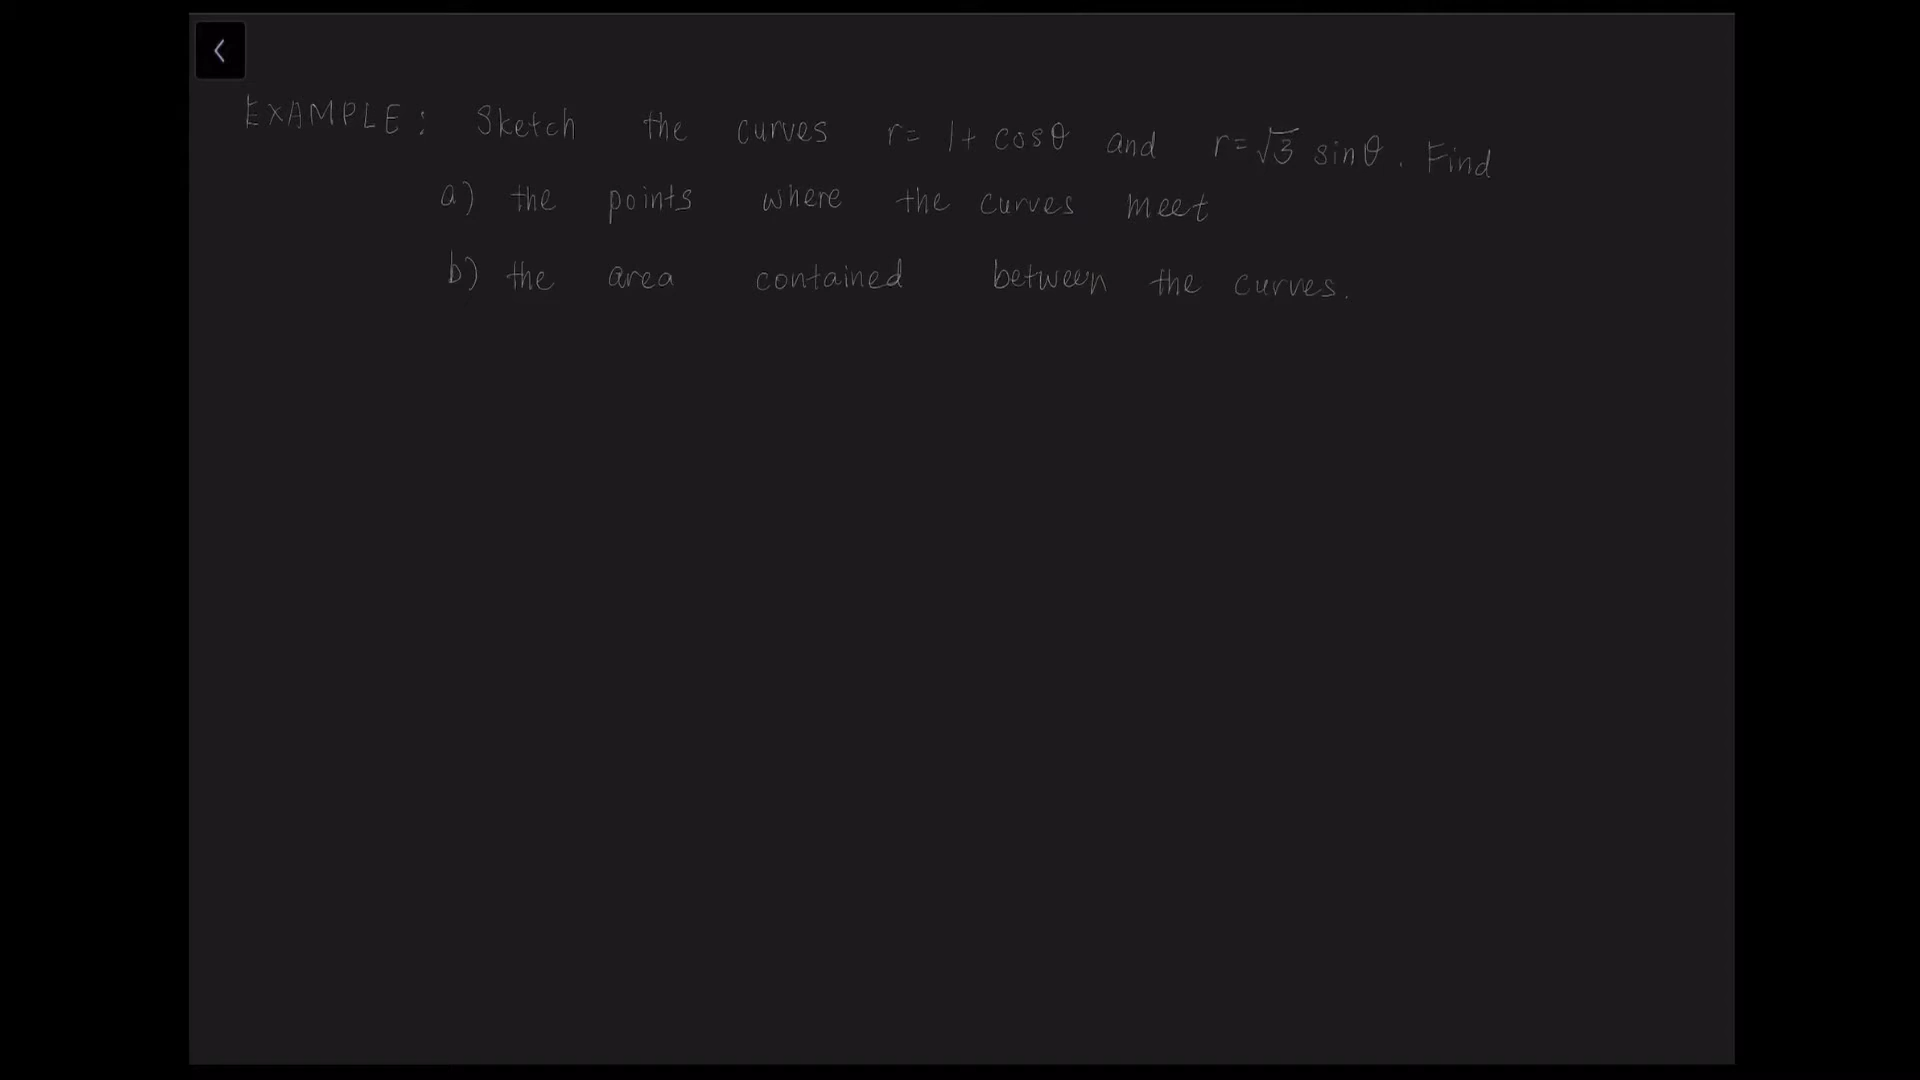 EXAMPLE: Sketch the curves r= 1+ cosθ and r=√3 sinθ. Find
a) the points where the curves meet
b) the area contained between the curves.